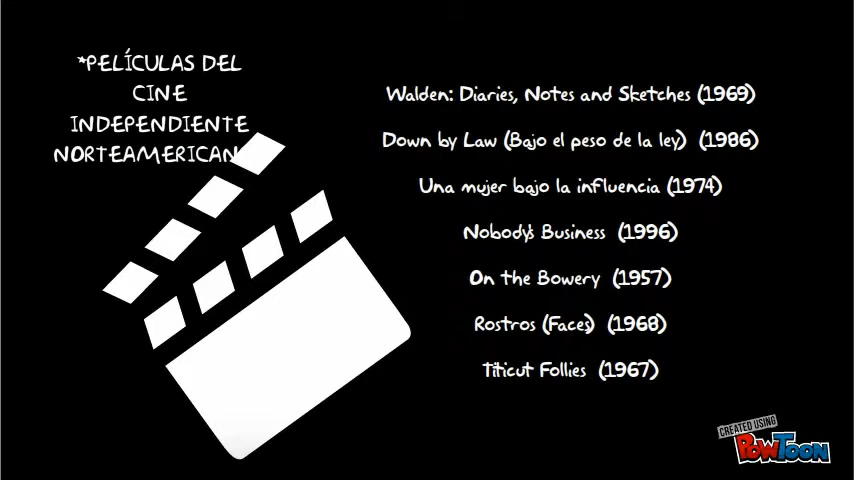 *PELÍCULAS DEL
CINE
INDEPENDIENTE
NORTEAMERICAN
Walden: Diaries, Notes and Sketches (1969)
Down by Law (Bajo el peso de la ley) (1986)
Una mujer bajo la influencia (1974)
Nobody's Business (1996)
On the Bowery (1957)
Rostros (Faces) (1968)
Titicut Follies (1967)
CREATED USING
POWTOON